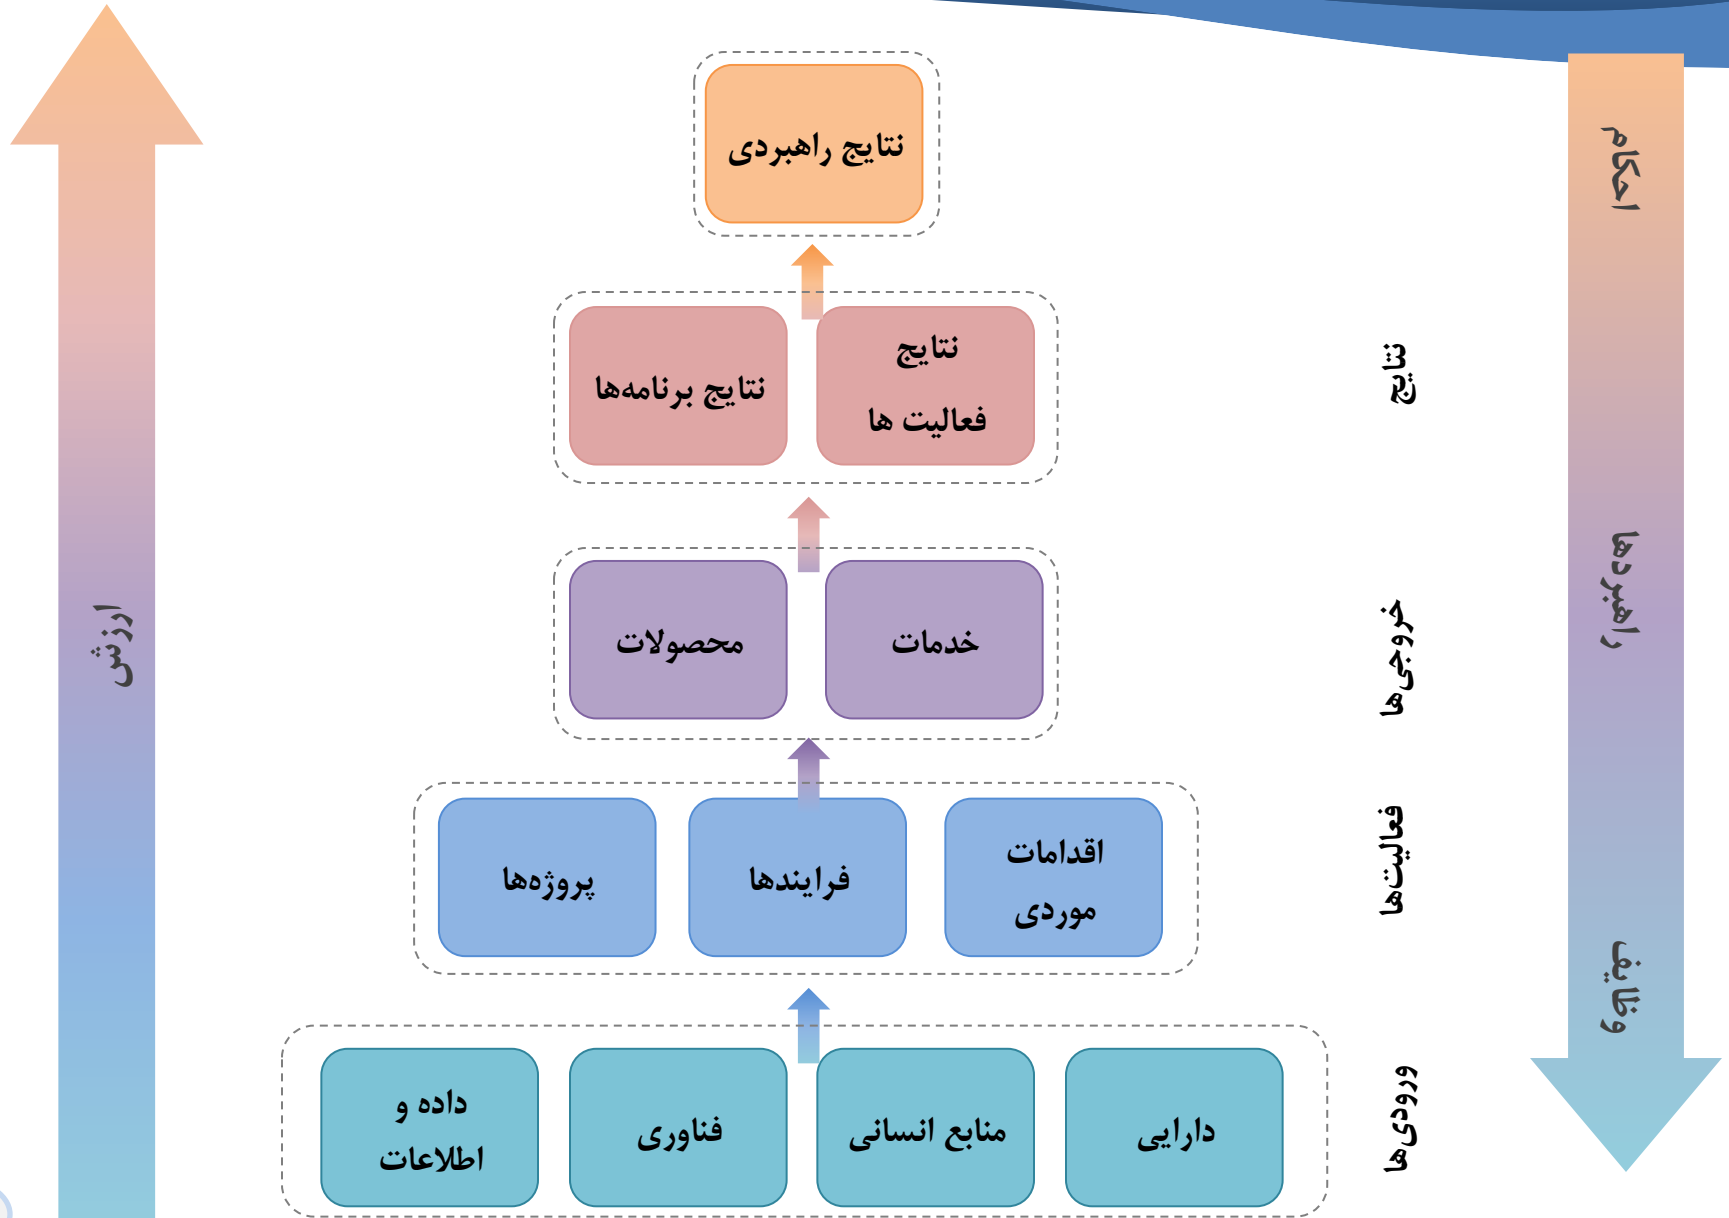 احکام
نتایج راهبردی
نتایج
نتایج
فعالیت ها
نتایج برنامه‌ها
راهبردها
ارزش
خروجی‌ها
خدمات
محصولات
فعالیت‌ها
اقدامات
موردی
فرایندها
پروژه‌ها
وظایف
ورودی‌ها
دارایی
منابع انسانی
فناوری
داده و
اطلاعات